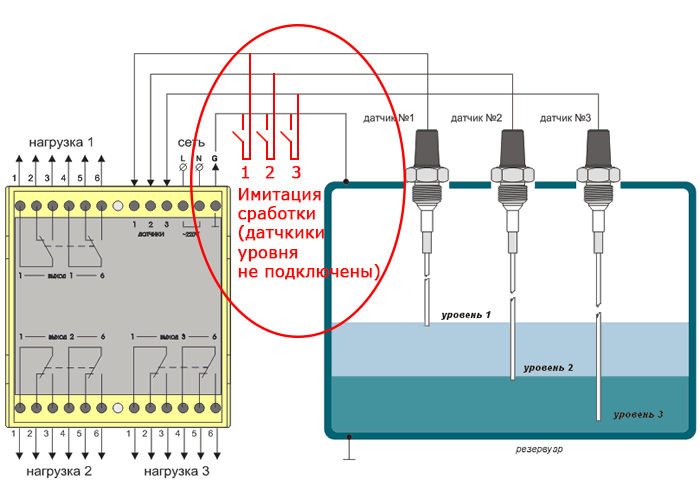 датчик №1 датчик №2 датчик №3
нагрузка 1 сеть
1 2 3 4 5 6 L N G
1 2 3
Имитация
сработки
(датчкики
уровня
не подключены)
1 2 3
ДАТЧИКИ ~220V
1 ВЫХОД 1 6
уровень 1
1 ВЫХОД 2 6 1 ВЫХОД 3 6
уровень 2
уровень 3
1 2 3 4 5 6 1 2 3 4 5 6
нагрузка 2 нагрузка 3
резервуар